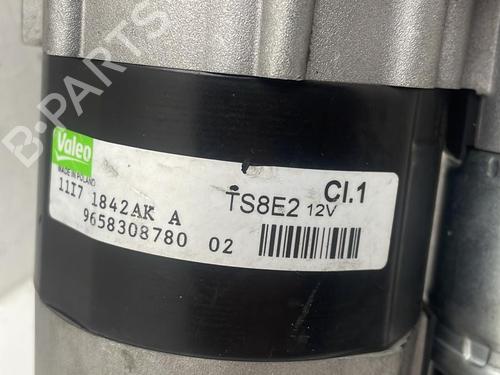 B-PARTS
Valeo
MADE IN POLAND
11I7 1842AK A
9658308780 02
TS8E2 12V
Cl.1